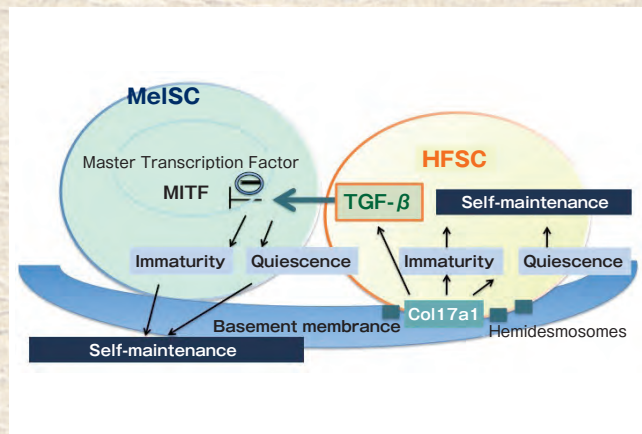 MelSC
HFSC
Master Transcription Factor
MITF
TGF-β
Self-maintenance
Immaturity
Quiescence
Immaturity
Quiescence
Col17a1
Basement membrance
Hemidesmosomes
Self-maintenance